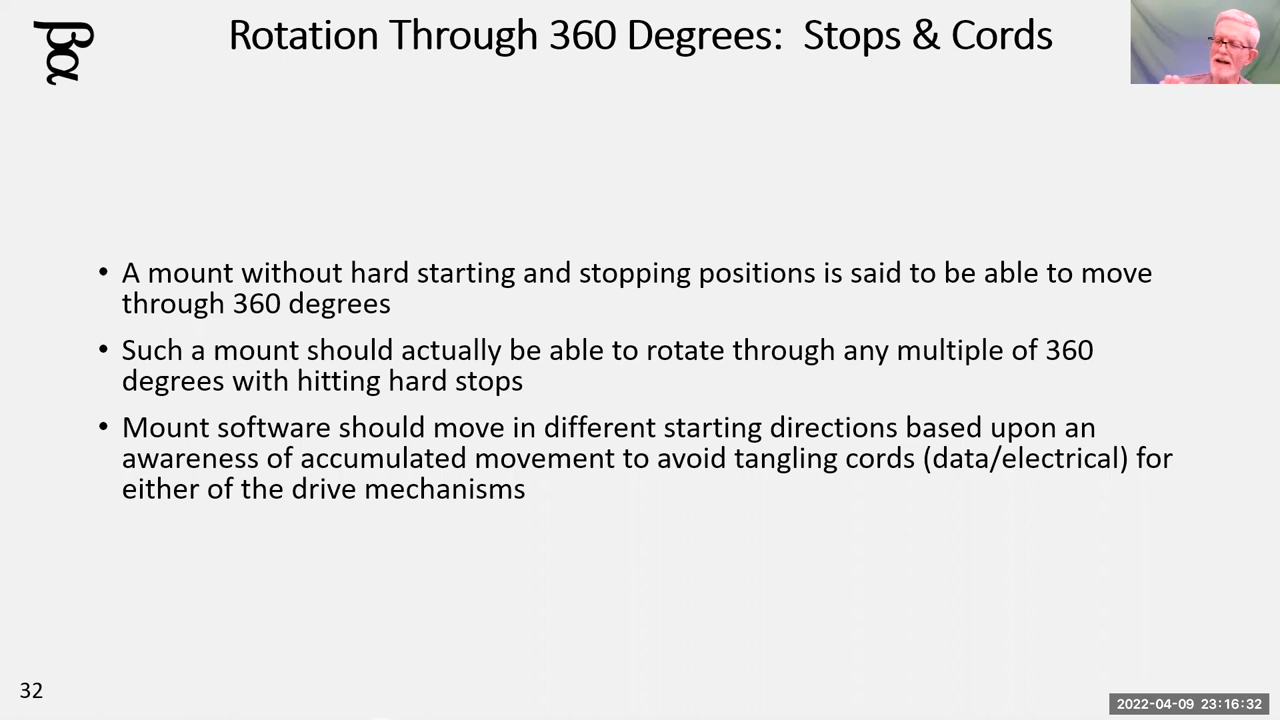 βα
Rotation Through 360 Degrees: Stops & Cords
• A mount without hard starting and stopping positions is said to be able to move
through 360 degrees
• Such a mount should actually be able to rotate through any multiple of 360
degrees with hitting hard stops
• Mount software should move in different starting directions based upon an
awareness of accumulated movement to avoid tangling cords (data/electrical) for
either of the drive mechanisms
32
2022-04-09 23:16:32